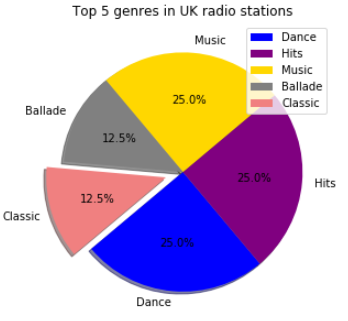 Top 5 genres in UK radio stations
Dance
Hits
Music
Ballade
Classic
Music
25.0%
Ballade
12.5%
Hits
25.0%
Classic
12.5%
Dance
25.0%